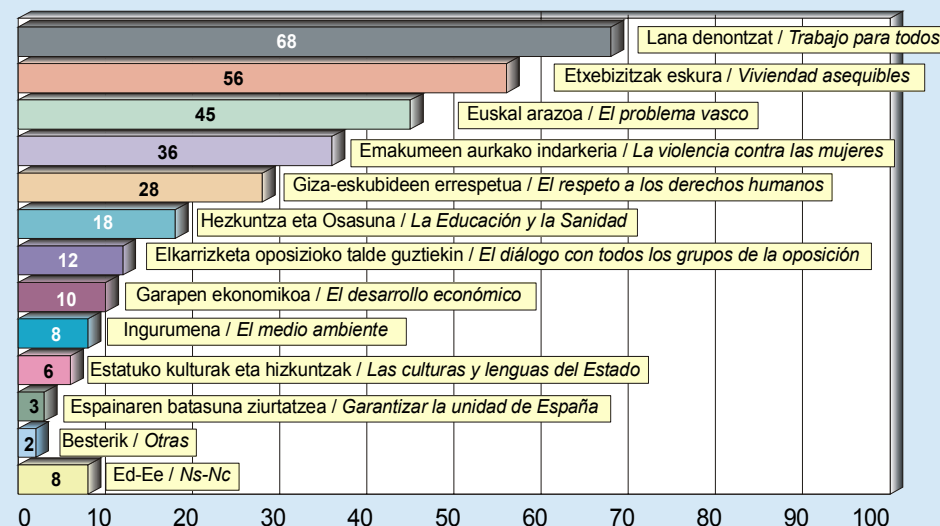 68 Lana denontzat / Trabajo para todos
56 Etxebizitzak eskura / Viviendad asequibles
45 Euskal arazoa / El problema vasco
36 Emakumeen aurkako indarkeria / La violencia contra las mujeres
28 Giza-eskubideen errespetua / El respeto a los derechos humanos
18 Hezkuntza eta Osasuna / La Educación y la Sanidad
12 Elkarrizketa oposizioko talde guztiekin / El diálogo con todos los grupos de la oposición
10 Garapen ekonomikoa / El desarrollo económico
8 Ingurumena / El medio ambiente
6 Estatuko kulturak eta hizkuntzak / Las culturas y lenguas del Estado
3 Espainaren batasuna ziurtatzea / Garantizar la unidad de España
2 Besterik / Otras
8 Ed-Ee / Ns-Nc
0 10 20 30 40 50 60 70 80 90 100